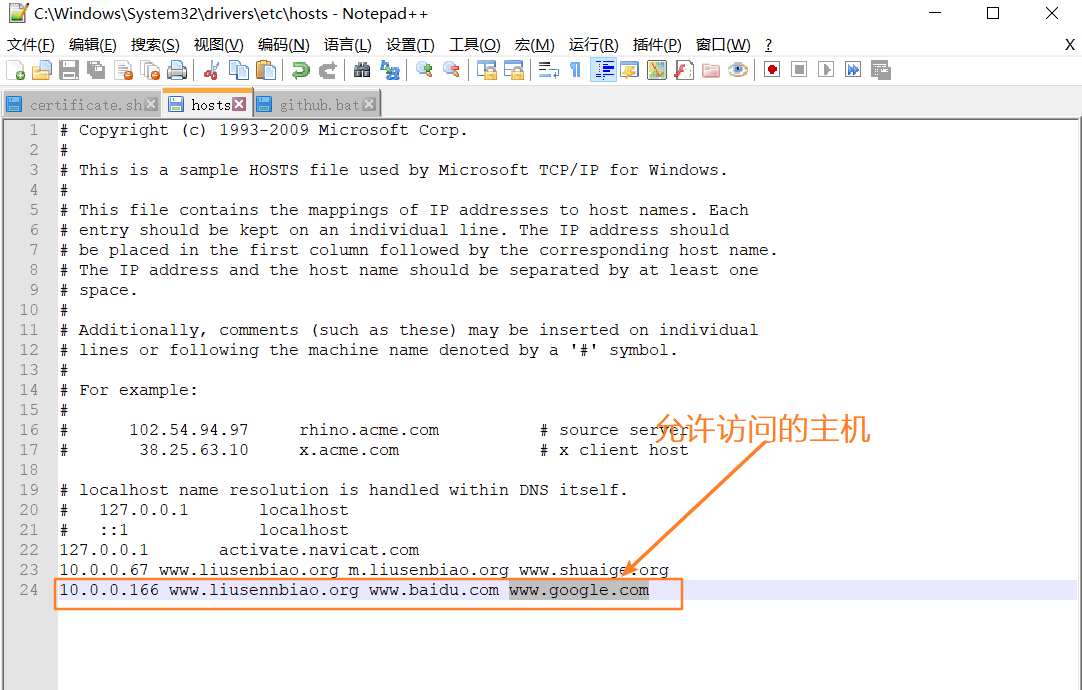 C:\Windows\System32\drivers\etc\hosts - Notepad++
文件(F) 编辑(E) 搜索(S) 视图(V) 编码(N) 语言(L) 设置(T) 工具(O) 宏(M) 运行(R) 插件(P) 窗口(W) ? X
certificate.sh hosts github.bat
1 # Copyright (c) 1993-2009 Microsoft Corp.
2 #
3 # This is a sample HOSTS file used by Microsoft TCP/IP for Windows.
4 #
5 # This file contains the mappings of IP addresses to host names. Each
6 # entry should be kept on an individual line. The IP address should
7 # be placed in the first column followed by the corresponding host name.
8 # The IP address and the host name should be separated by at least one
9 # space.
10 #
11 # Additionally, comments (such as these) may be inserted on individual
12 # lines or following the machine name denoted by a '#' symbol.
13 #
14 # For example:
15 #
16 # 102.54.94.97 rhino.acme.com # source server
允许访问的主机
17 # 38.25.63.10 x.acme.com # x client host
18
19 # localhost name resolution is handled within DNS itself.
20 # 127.0.0.1 localhost
21 # ::1 localhost
22 127.0.0.1 activate.navicat.com
23 10.0.0.67 www.liusenbiao.org m.liusenbiao.org www.shuaige.org
24 10.0.0.166 www.liusennbiao.org www.baidu.com www.google.com